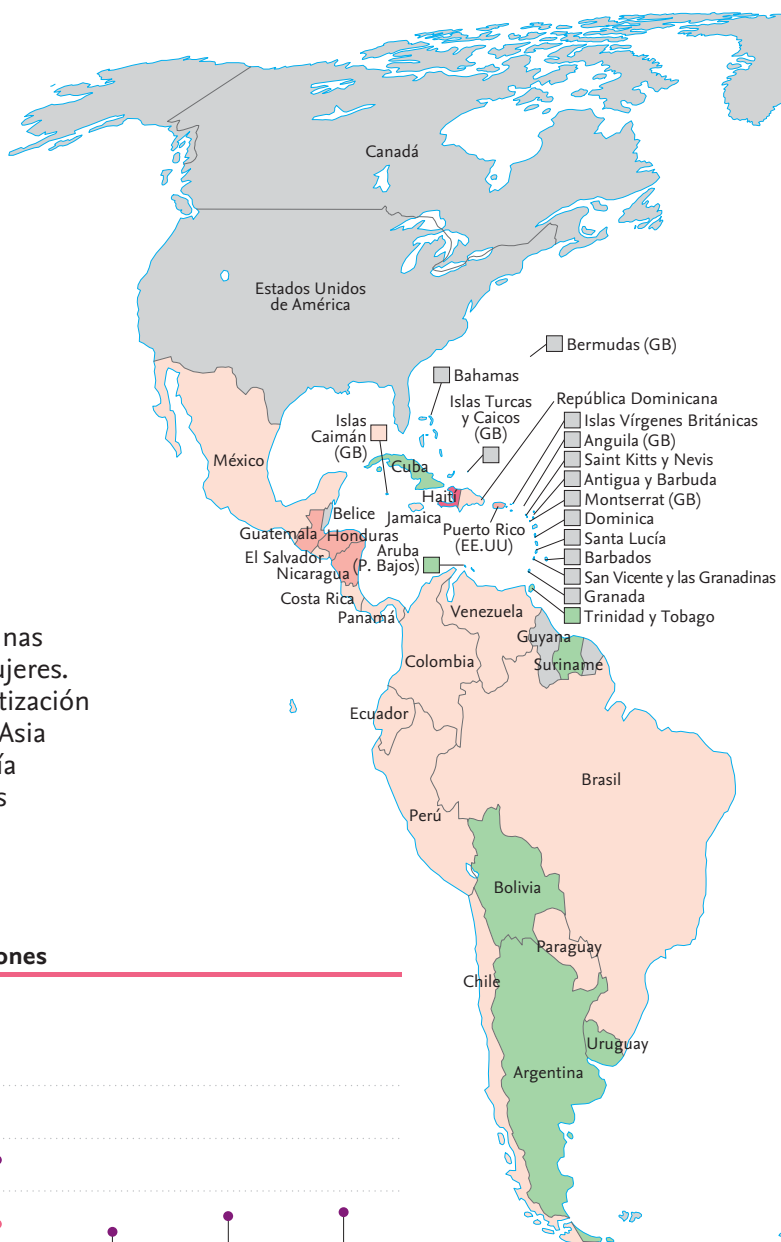 Canadá
Estados Unidos
de América
Bermudas (GB)
Bahamas
República Dominicana
Islas Turcas
y Caicos
(GB)
Islas
Caimán
(GB)
Islas Vírgenes Británicas
Anguila (GB)
Saint Kitts y Nevis
Antigua y Barbuda
Montserrat (GB)
Dominica
Santa Lucía
Barbados
San Vicente y las Granadinas
Granada
Trinidad y Tobago
México
Cuba
Haití
Belice
Jamaica
Puerto Rico
(EE.UU)
Guatemala
Honduras
El Salvador
Aruba
(P. Bajos)
Nicaragua
Costa Rica
Panamá
Venezuela
Guyana
Suriname
Colombia
Ecuador
Brasil
Perú
Bolivia
Paraguay
Chile
Uruguay
Argentina
nas
ujeres.
tización
Asia
ía
s
ones